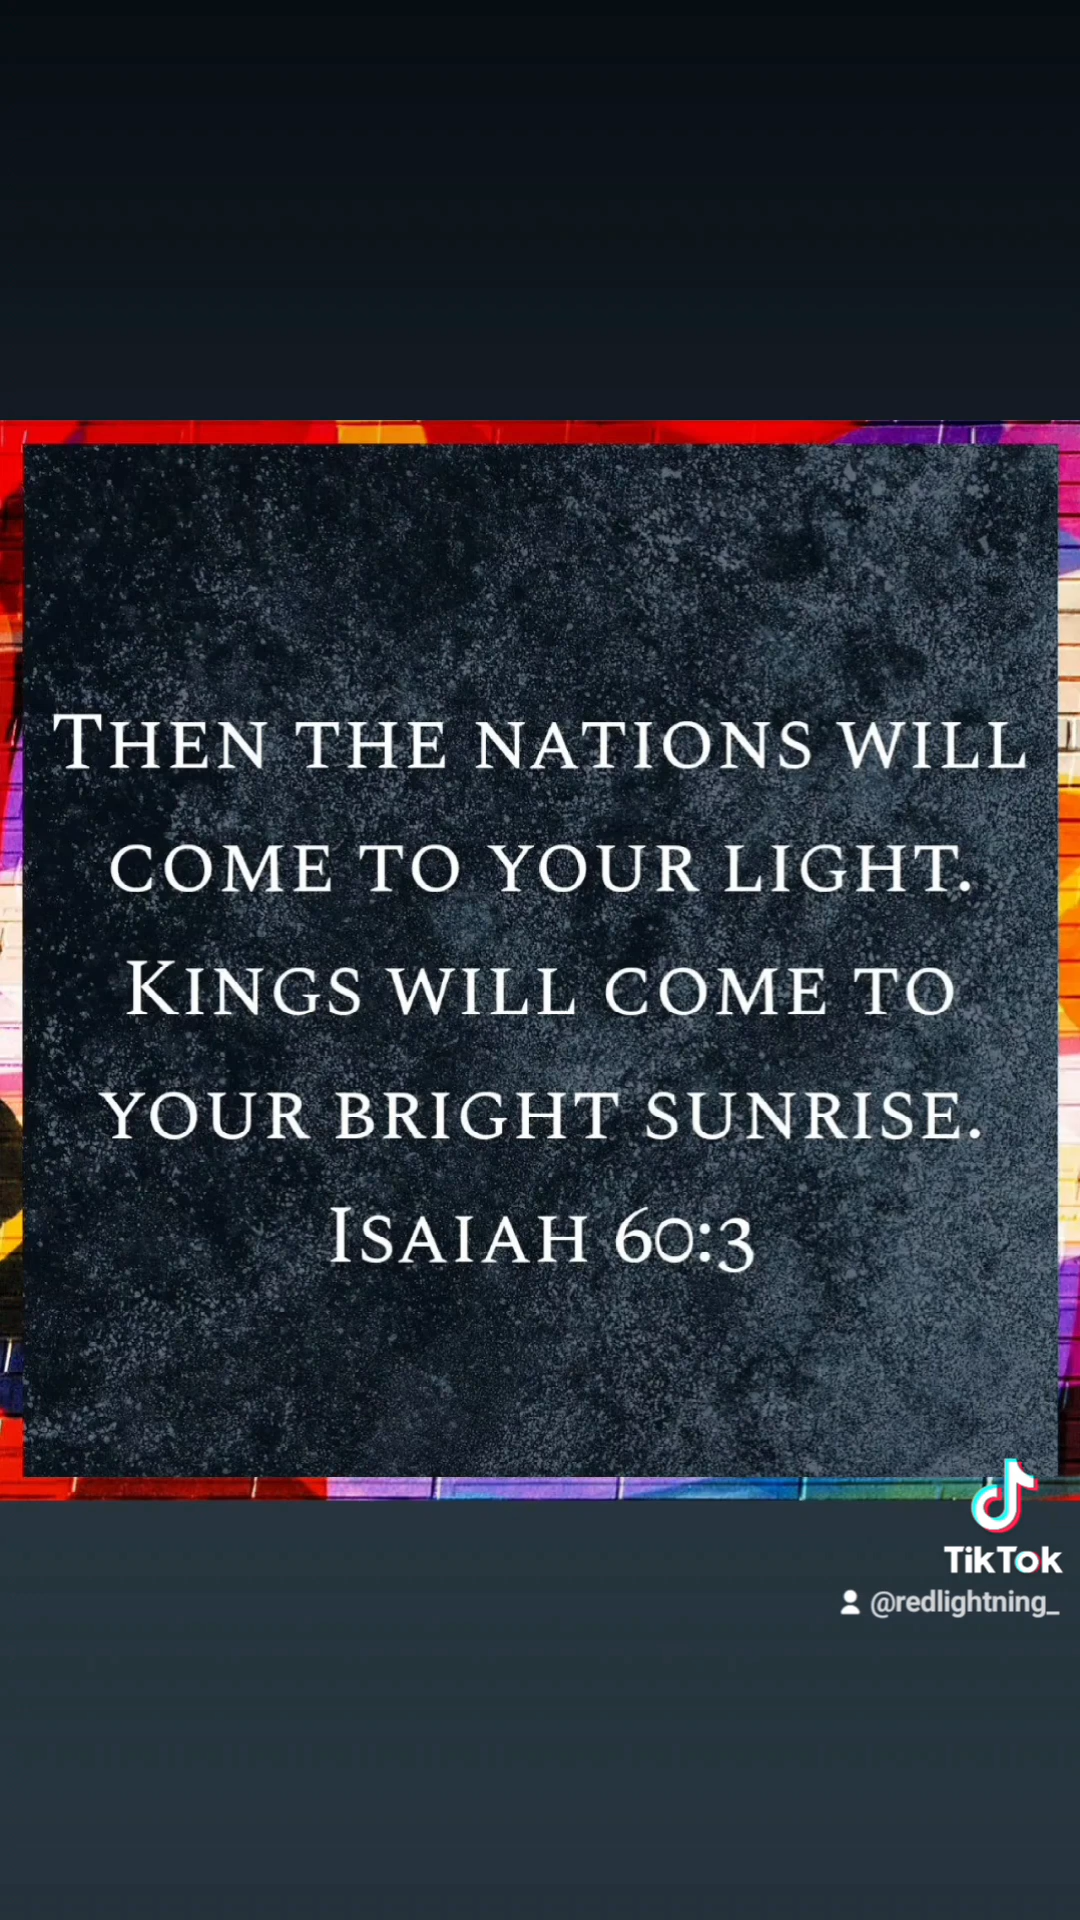 Then the nations will
come to your light.
Kings will come to
your bright sunrise.
Isaiah 60:3
TikTok
@redlightning_